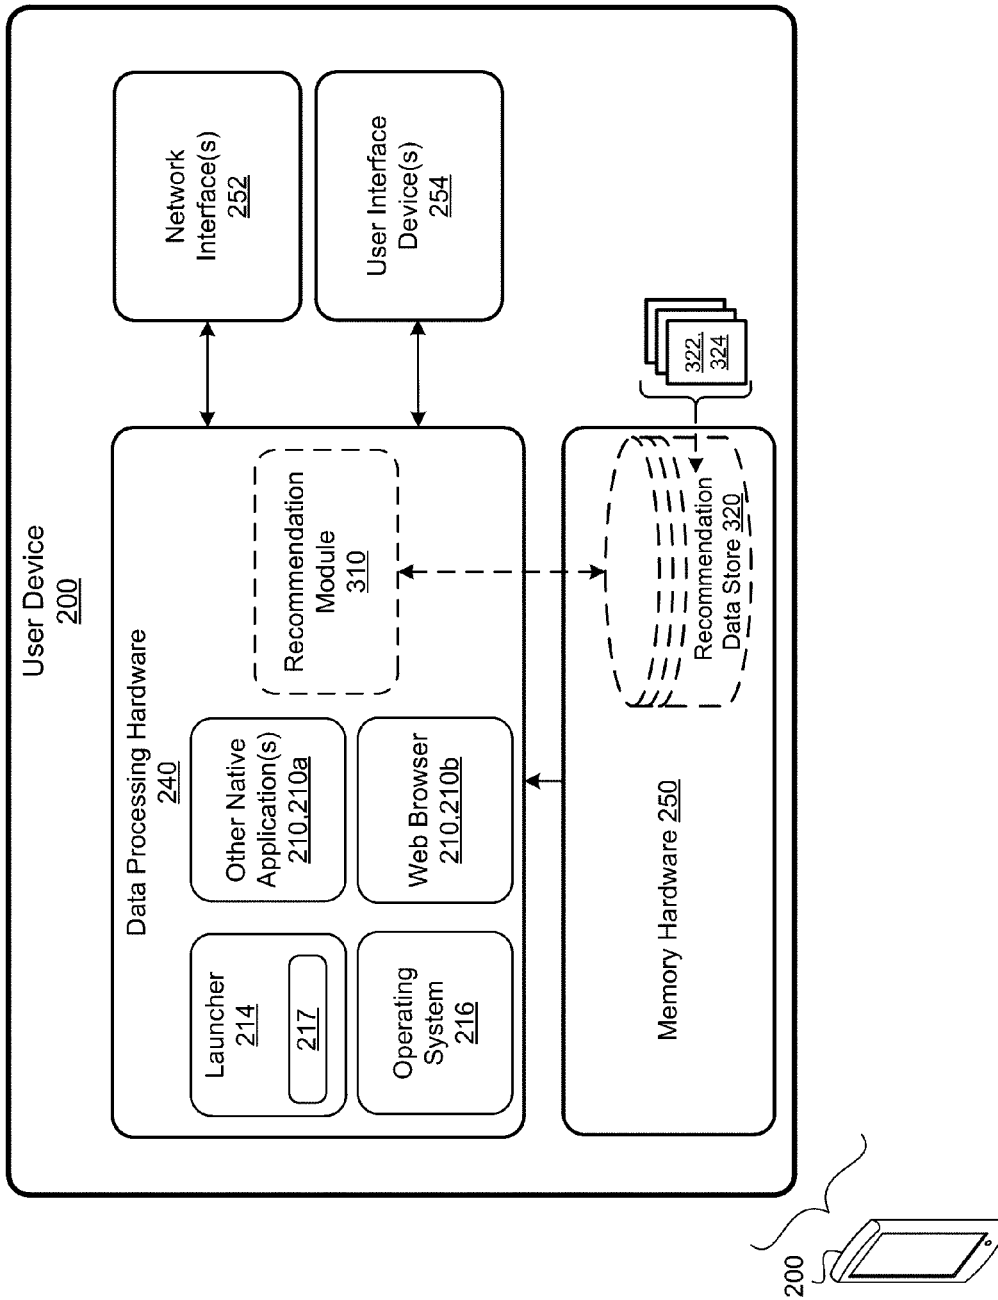 User Device
200
Data Processing Hardware
240
Launcher
214
217
Other Native
Application(s)
210,210a
Operating
System
216
Web Browser
210,210b
Recommendation
Module
310
Network
Interface(s)
252
User Interface
Device(s)
254
Memory Hardware 250
Recommendation
Data Store 320
322,
324
200